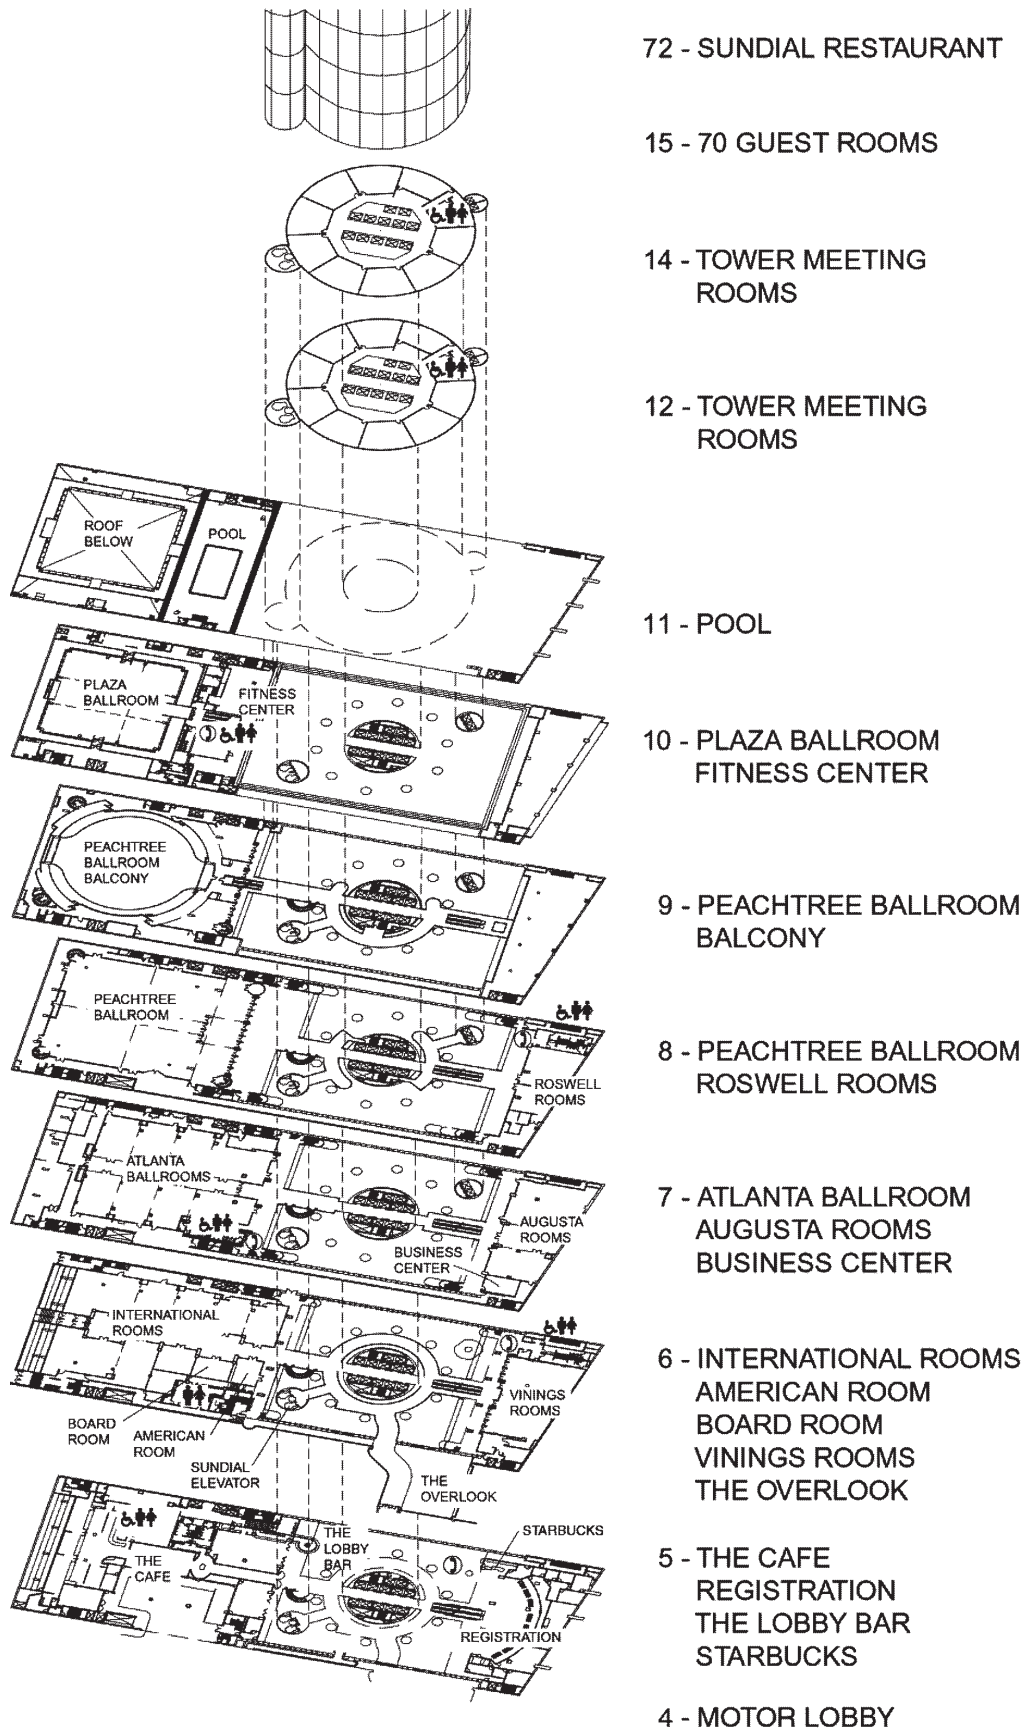 72 - SUNDIAL RESTAURANT
15 - 70 GUEST ROOMS
14 - TOWER MEETING
ROOMS
12 - TOWER MEETING
ROOMS
ROOF
BELOW
POOL
11 - POOL
PLAZA
BALLROOM
FITNESS
CENTER
10 - PLAZA BALLROOM
FITNESS CENTER
PEACHTREE
BALLROOM
BALCONY
9 - PEACHTREE BALLROOM
BALCONY
PEACHTREE
BALLROOM
ROSWELL
ROOMS
8 - PEACHTREE BALLROOM
ROSWELL ROOMS
ATLANTA
BALLROOMS
AUGUSTA
ROOMS
BUSINESS
CENTER
7 - ATLANTA BALLROOM
AUGUSTA ROOMS
BUSINESS CENTER
INTERNATIONAL
ROOMS
VININGS
ROOMS
BOARD
ROOM
AMERICAN
ROOM
SUNDIAL
ELEVATOR
THE
OVERLOOK
6 - INTERNATIONAL ROOMS
AMERICAN ROOM
BOARD ROOM
VININGS ROOMS
THE OVERLOOK
THE
LOBBY
BAR
STARBUCKS
THE
CAFE
REGISTRATION
5 - THE CAFE
REGISTRATION
THE LOBBY BAR
STARBUCKS
4 - MOTOR LOBBY